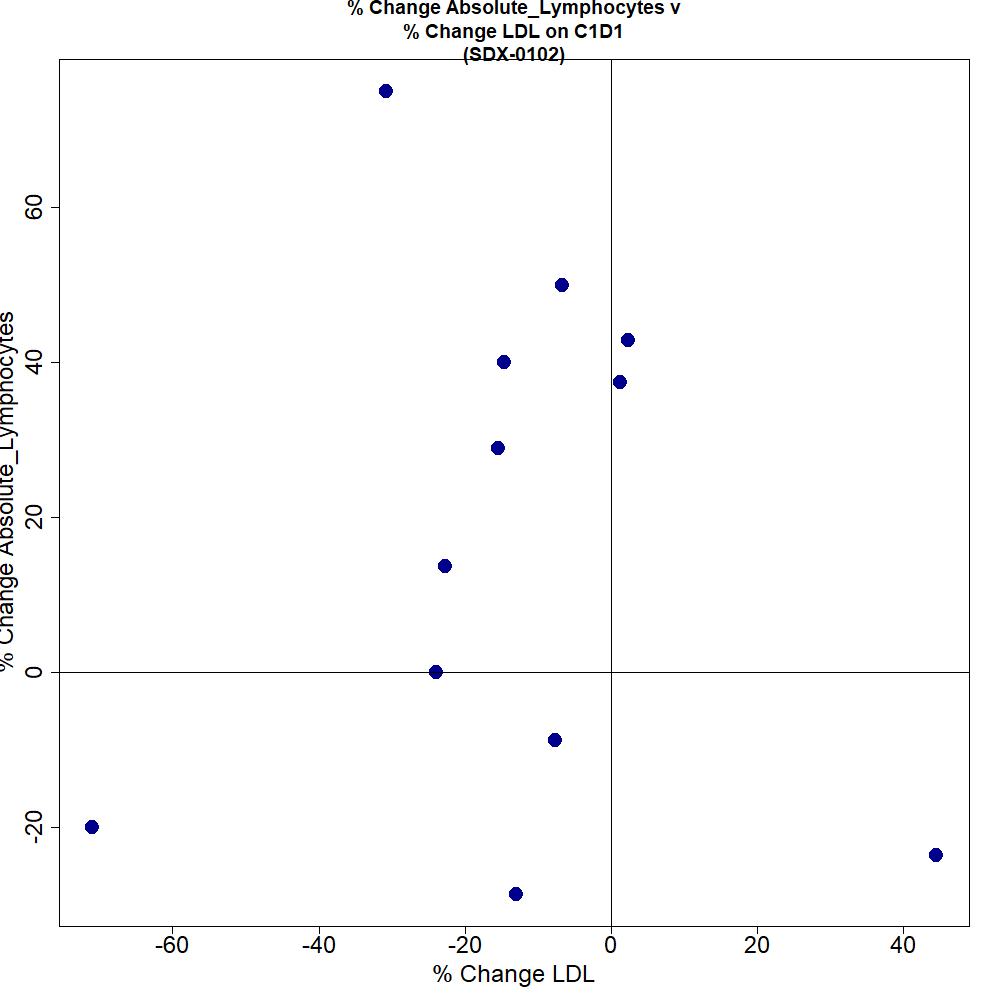 % Change Absolute_Lymphocytes v
% Change LDL on C1D1
(SDX-0102)
% Change Absolute_Lymphocytes
60
40
20
0
-20
-60 -40 -20 0 20 40
% Change LDL